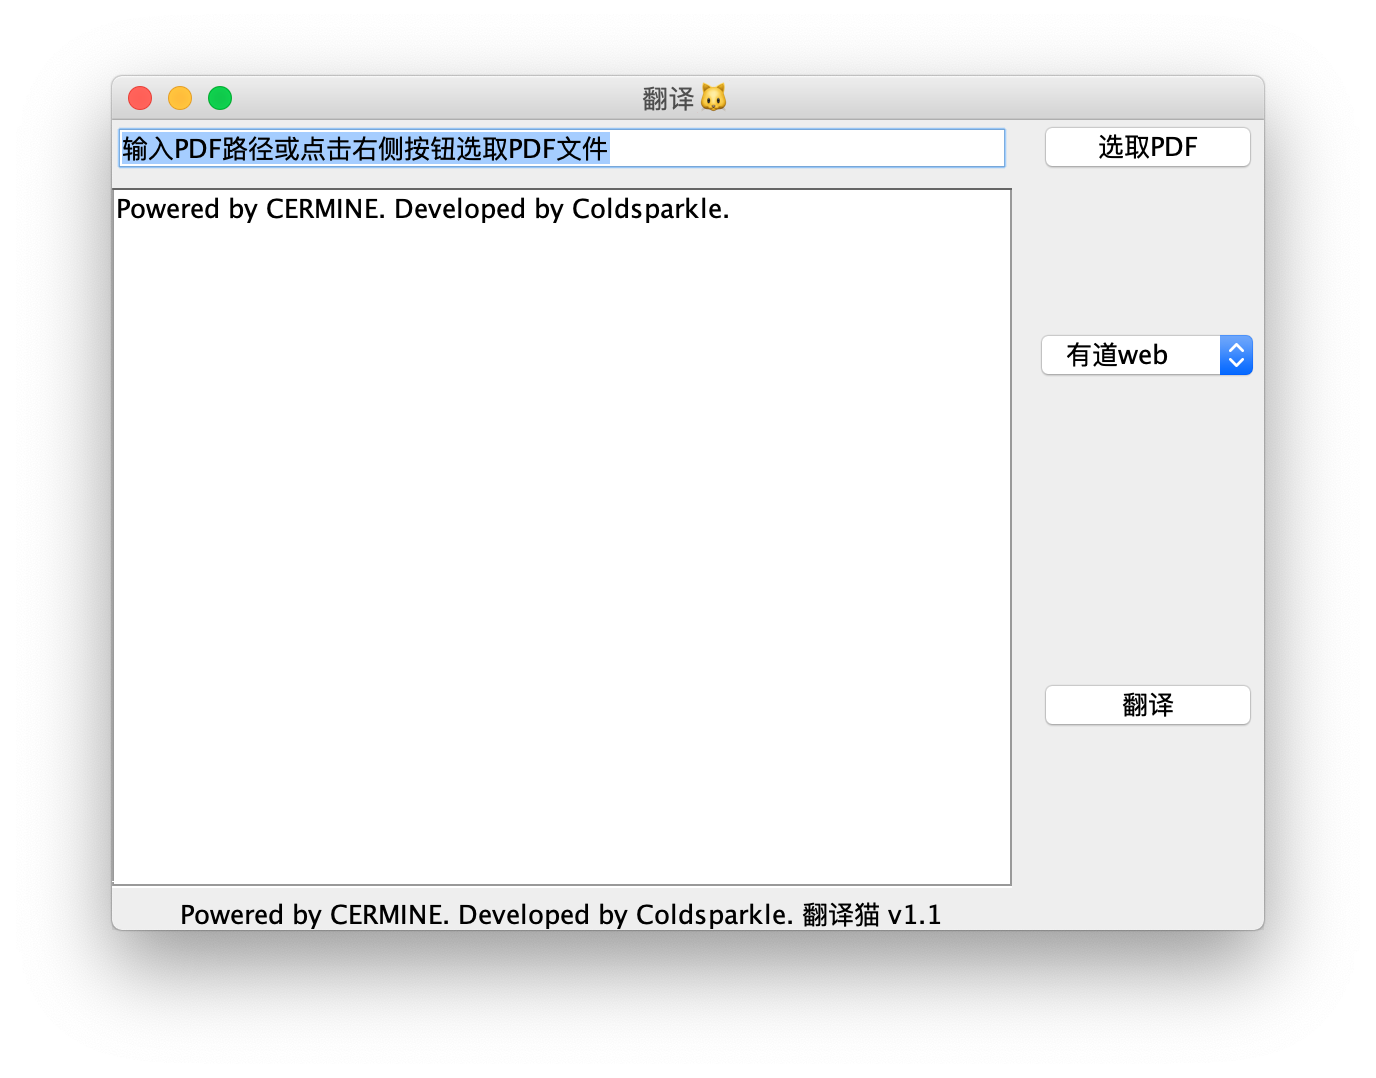 翻译🐱
输入PDF路径或点击右侧按钮选取PDF文件
选取PDF
Powered by CERMINE. Developed by Coldsparkle.
有道web
翻译
Powered by CERMINE. Developed by Coldsparkle. 翻译猫 v1.1